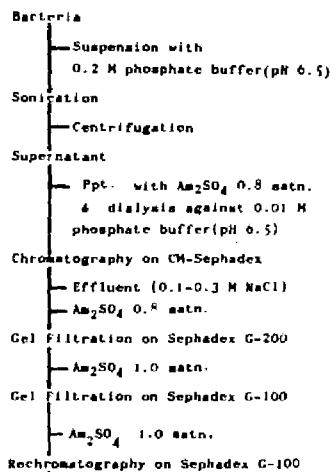 Bacteria
Suspension with
0.2 M phosphate buffer(pH 6.5)
Sonication
Centrifugation
Supernatant
Ppt. with Am2SO4 0.8 satn.
& dialysis against 0.01 M
phosphate buffer(pH 6.5)
Chromatography on CM-Sephadex
Effluent (0.1-0.3 M NaCl)
Am2SO4 0.8 satn.
Gel Filtration on Sephadex G-200
Am2SO4 1.0 satn.
Gel Filtration on Sephadex G-100
Am2SO4 1.0 satn.
Rechromatography on Sephadex G-100